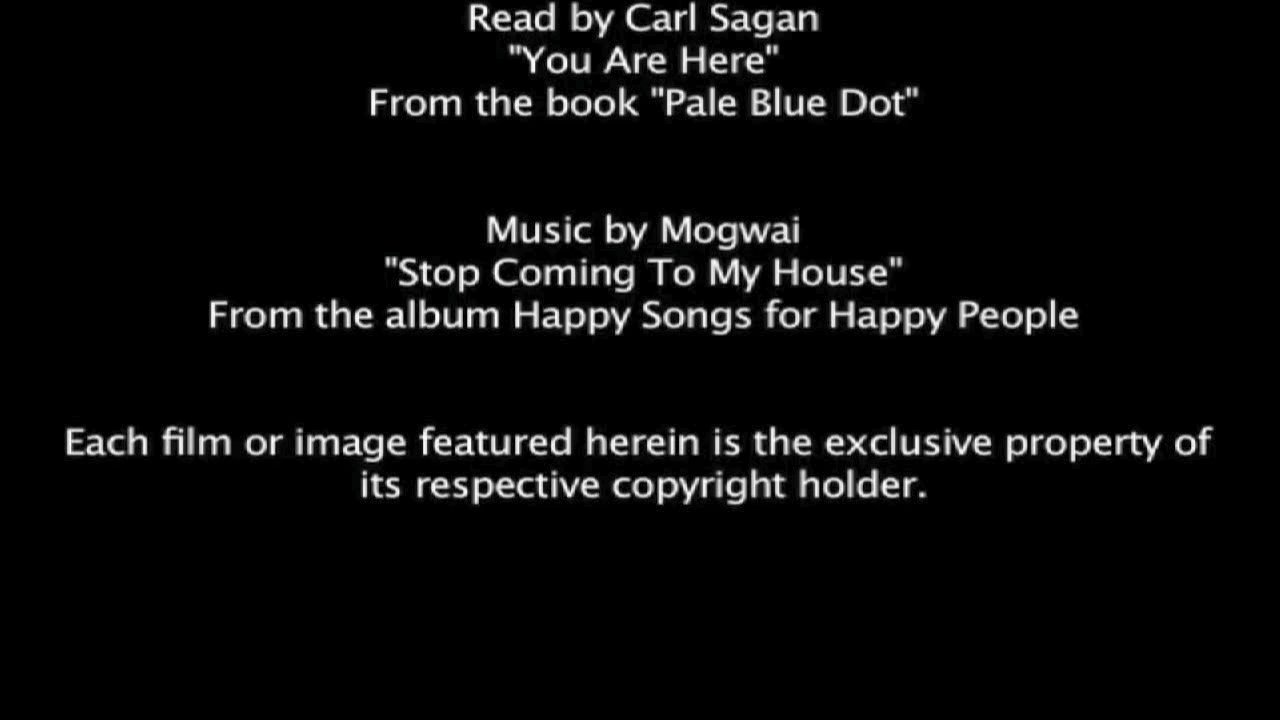 Read by Carl Sagan
"You Are Here"
From the book "Pale Blue Dot"
Music by Mogwai
"Stop Coming To My House"
From the album Happy Songs for Happy People
Each film or image featured herein is the exclusive property of
its respective copyright holder.